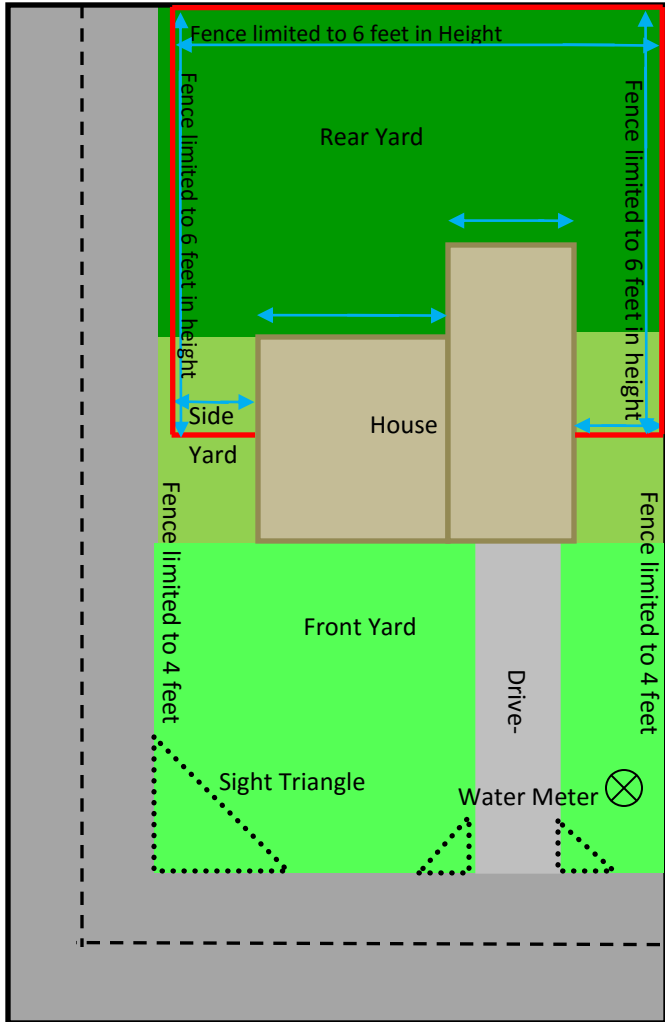 Fence limited to 6 feet in Height
Fence limited to 6 feet in height
Fence limited to 6 feet in height
Rear Yard
Side
Yard
House
Fence limited to 4 feet
Fence limited to 4 feet
Front Yard
Drive-
Sight Triangle
Water Meter